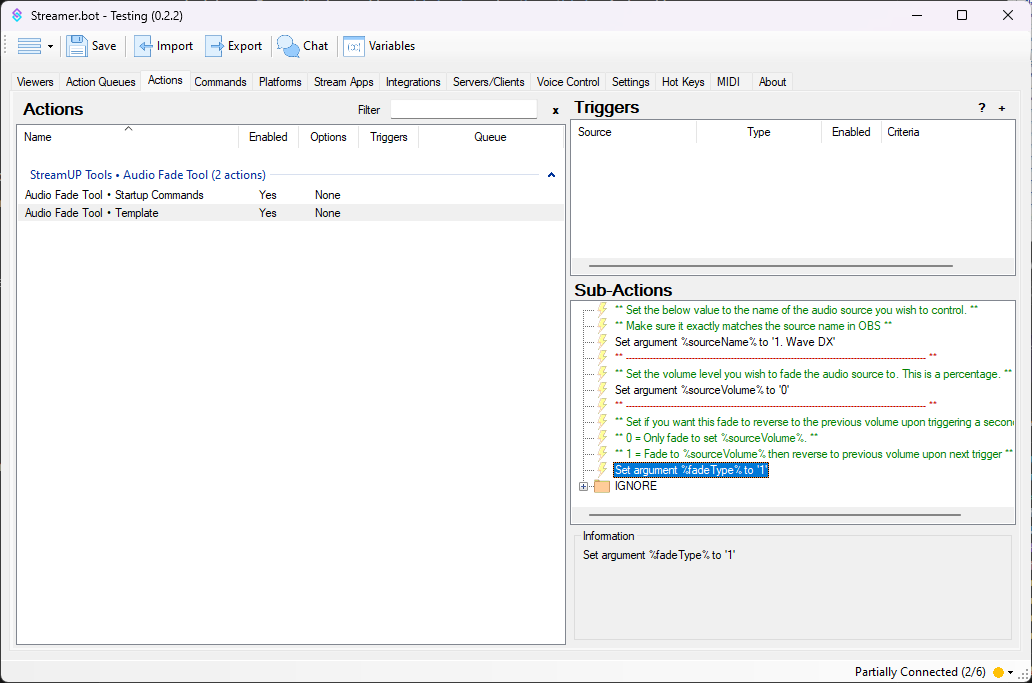 Streamer.bot - Testing (0.2.2)
Save Import Export Chat Variables
Viewers Action Queues Actions Commands Platforms Stream Apps Integrations Servers/Clients Voice Control Settings Hot Keys MIDI About
Actions Filter x
Name Enabled Options Triggers Queue
StreamUP Tools • Audio Fade Tool (2 actions)
Audio Fade Tool • Startup Commands Yes None
Audio Fade Tool • Template Yes None
Triggers ? +
Source Type Enabled Criteria
Sub-Actions
** Set the below value to the name of the audio source you wish to control. **
** Make sure it exactly matches the source name in OBS **
Set argument %sourceName% to '1. Wave DX'
** ---------------------------------------------------------------------------------------------------- **
** Set the volume level you wish to fade the audio source to. This is a percentage. **
Set argument %sourceVolume% to '0'
** ---------------------------------------------------------------------------------------------------- **
** Set if you want this fade to reverse to the previous volume upon triggering a secon
** 0 = Only fade to set %sourceVolume%. **
** 1 = Fade to %sourceVolume% then reverse to previous volume upon next trigger **
Set argument %fadeType% to '1'
IGNORE
Information
Set argument %fadeType% to '1'
Partially Connected (2/6)